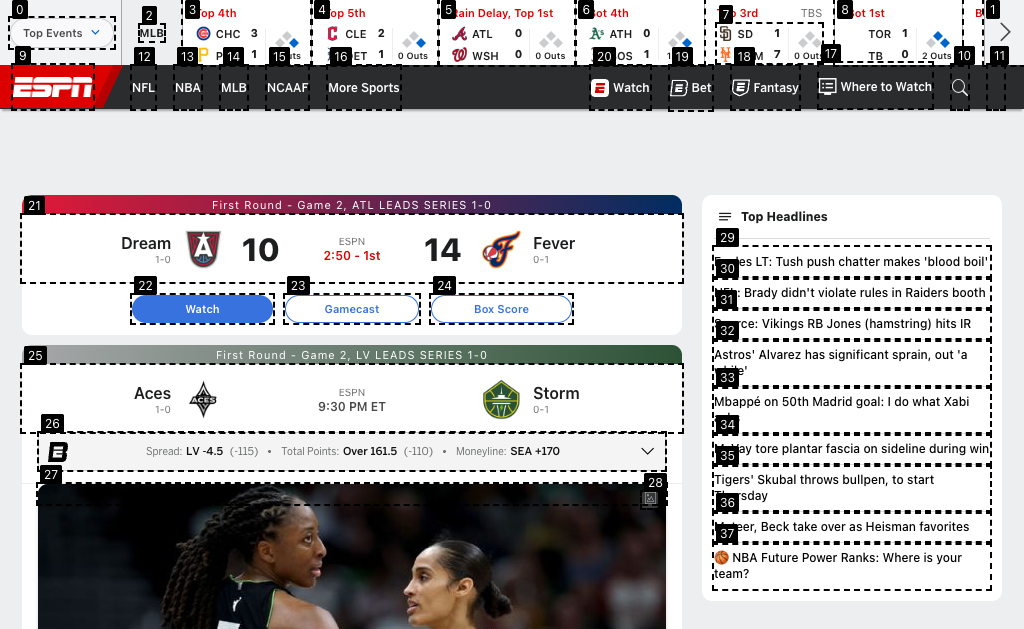 0
2
3
4
5
6
7
8
1
Top Events
MLB
Top 4th
CHC 3
1
Top 5th
CLE 2
DET 1
0 Outs
Rain Delay, Top 1st
ATL 0
WSH 0
0 Outs
Bot 4th
ATH 0
BOS 1
0 Outs
Top 3rd
TBS
SD 1
7
Bot 1st
TOR 1
TB 0
2 Outs
9
12
13
14
15
16
20
19
18
17
10
11
ESPN
NFL
NBA
MLB
NCAAF
More Sports
Watch
Bet
Fantasy
Where to Watch
21
First Round - Game 2, ATL LEADS SERIES 1-0
Dream
1-0
10
ESPN
2:50 - 1st
14
Fever
0-1
22
23
24
Watch
Gamecast
Box Score
25
First Round - Game 2, LV LEADS SERIES 1-0
Aces
1-0
ACES
ESPN
9:30 PM ET
Storm
0-1
26
Spread: LV -4.5 (-115) • Total Points: Over 161.5 (-110) • Moneyline: SEA +170
27
28
Top Headlines
29
Eagles LT: Tush push chatter makes 'blood boil'
30
NFL: Brady didn't violate rules in Raiders booth
31
Source: Vikings RB Jones (hamstring) hits IR
32
Astros' Alvarez has significant sprain, out 'a
while'
33
Mbappé on 50th Madrid goal: I do what Xabi
34
tore plantar fascia on sideline during win
35
Tigers' Skubal throws bullpen, to start
Thursday
36
Beck take over as Heisman favorites
37
🏀 NBA Future Power Ranks: Where is your
team?